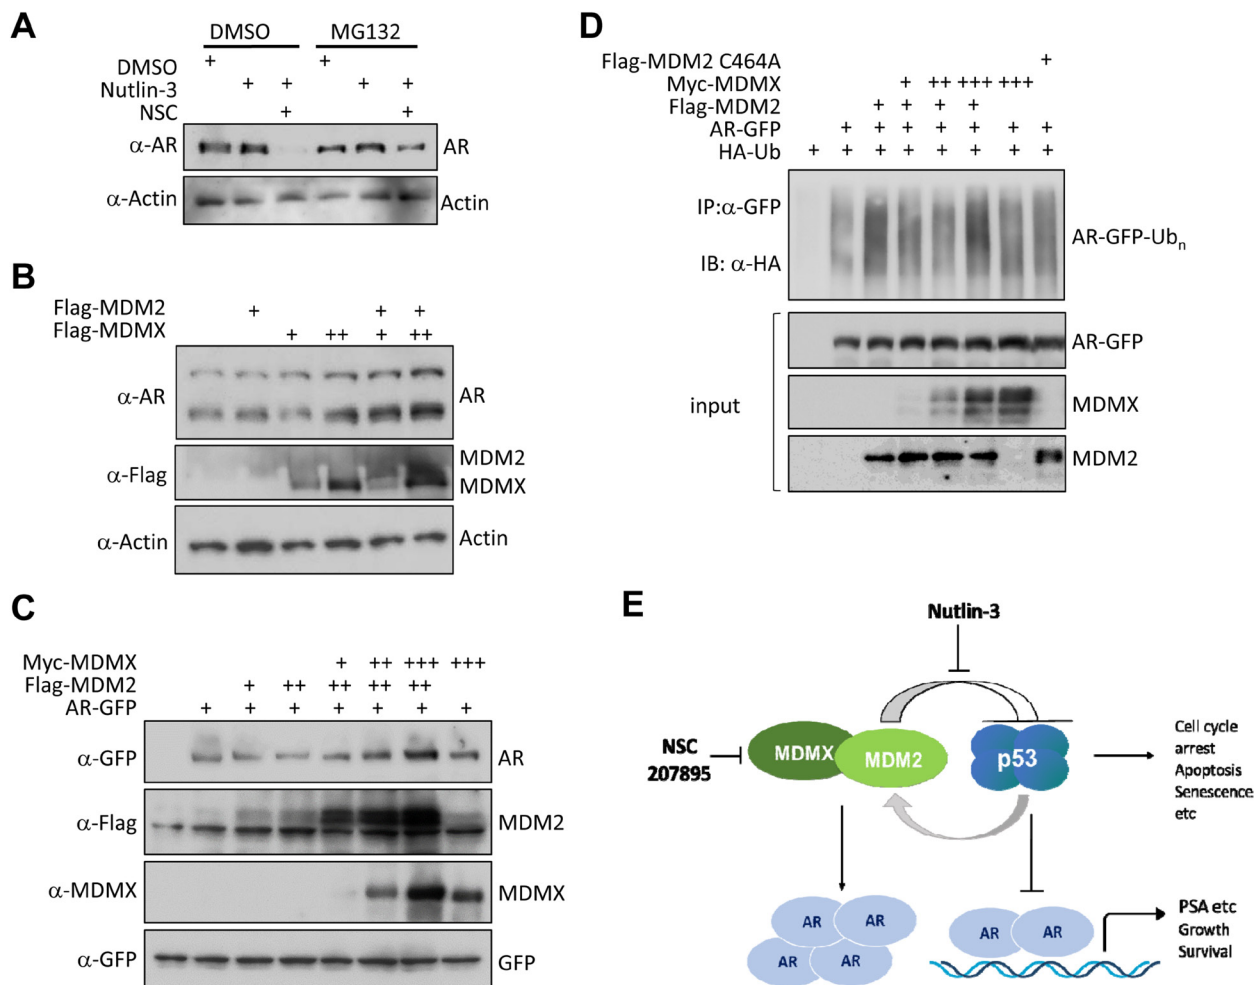 A
DMSO MG132
DMSO + +
Nutlin-3 + + + +
NSC + +
α-AR AR
α-Actin Actin
B
Flag-MDM2 + + +
Flag-MDMX + ++ + ++
α-AR AR
α-Flag MDM2
MDMX
α-Actin Actin
C
Myc-MDMX + ++ +++ +++
Flag-MDM2 + ++ ++ ++ ++
AR-GFP + + + + + + +
α-GFP AR
α-Flag MDM2
α-MDMX MDMX
α-GFP GFP
D
Flag-MDM2 C464A +
Myc-MDMX + ++ +++ +++
Flag-MDM2 + + + +
AR-GFP + + + + + + +
HA-Ub + + + + + + + +
IP:α-GFP
AR-GFP-Ubn
IB: α-HA
AR-GFP
MDMX
input
MDM2
E
Nutlin-3
NSC
207895
MDMX MDM2 p53
Cell cycle
arrest
Apoptosis
Senescence
etc
AR AR
AR AR
AR AR
PSA etc
Growth
Survival